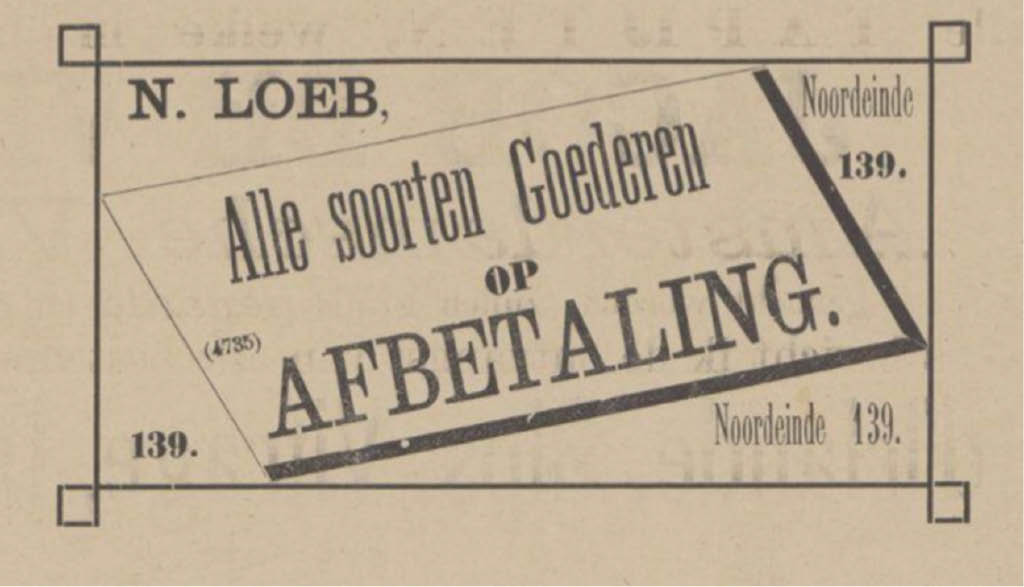 N. LOEB,
Noordeinde
139.
Alle soorten Goederen
OP
AFBETALING.
(4735)
139.
Noordeinde 139.